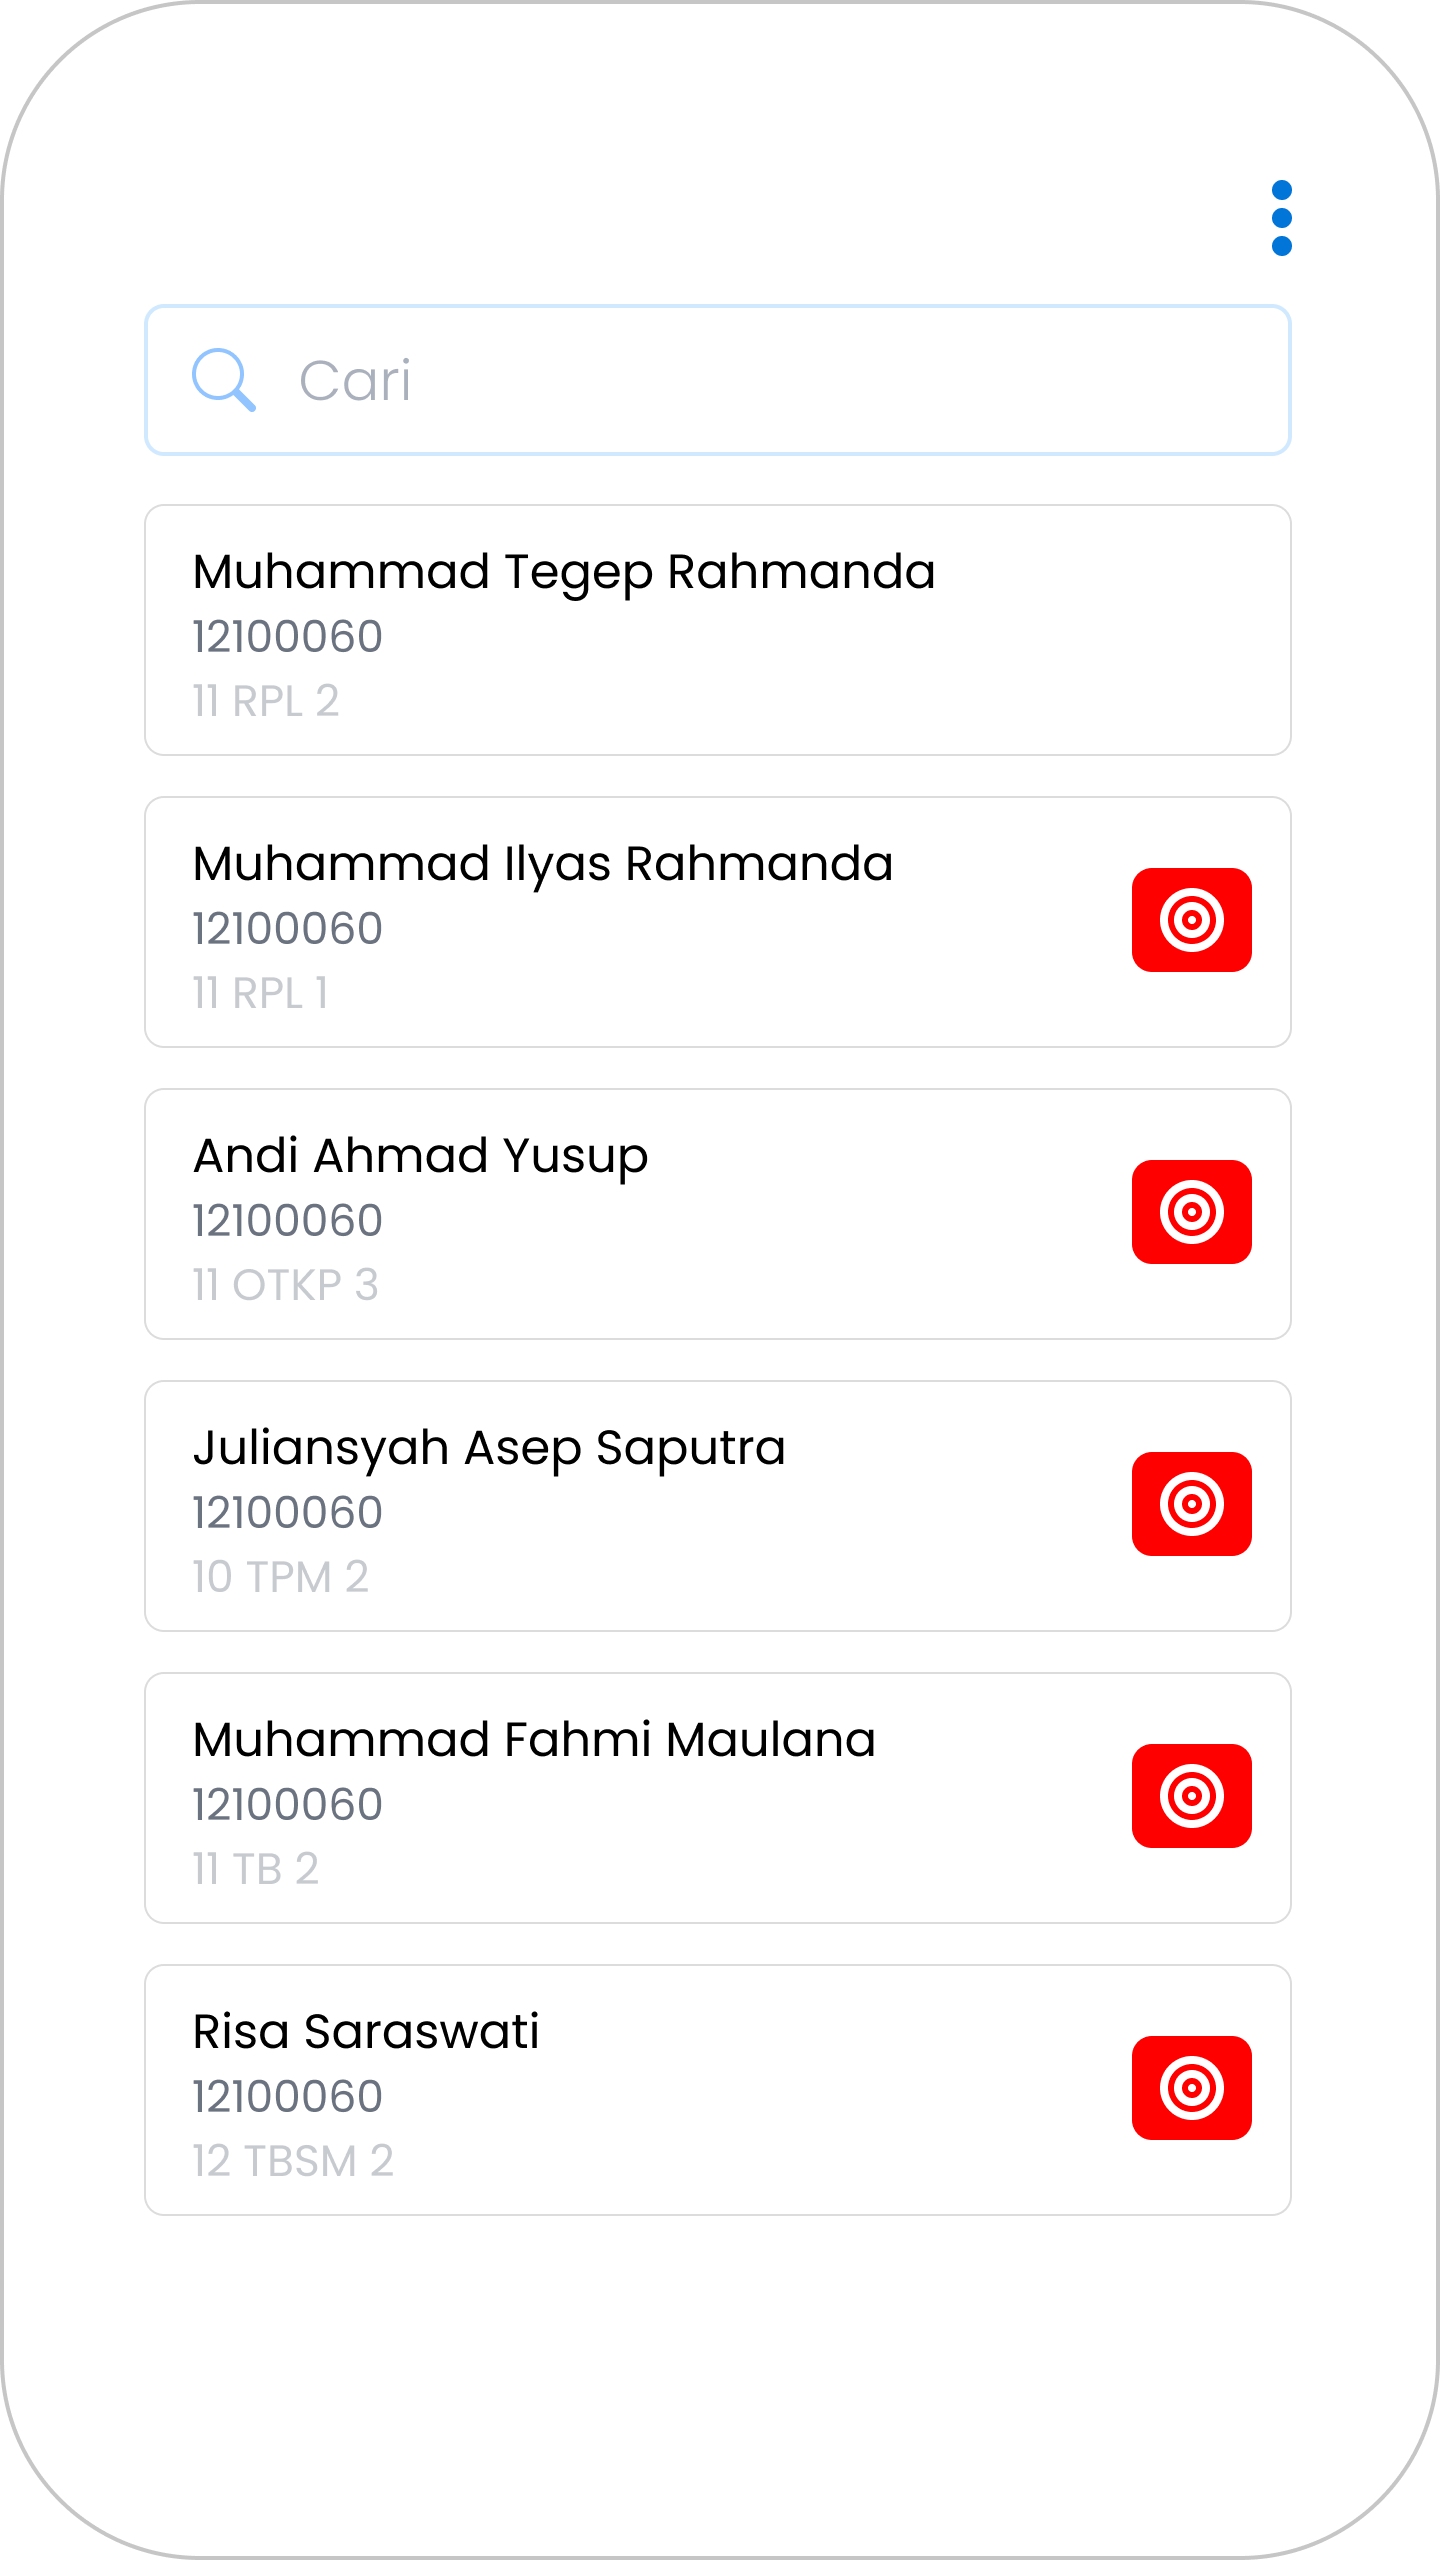 Cari
Muhammad Tegep Rahmanda
12100060
11 RPL 2
Muhammad Ilyas Rahmanda
12100060
11 RPL 1
Andi Ahmad Yusup
12100060
11 OTKP 3
Juliansyah Asep Saputra
12100060
10 TPM 2
Muhammad Fahmi Maulana
12100060
11 TB 2
Risa Saraswati
12100060
12 TBSM 2